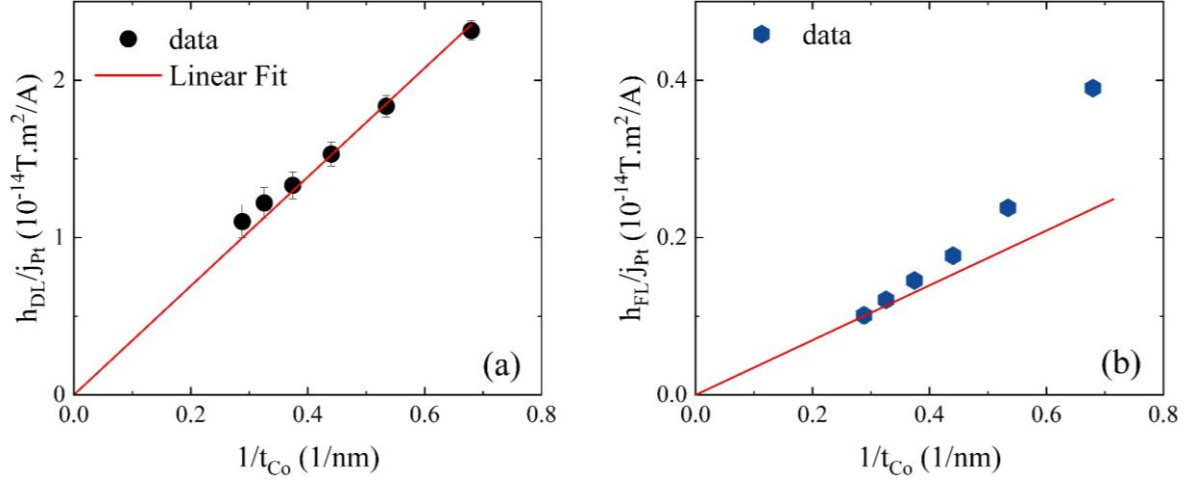 data
Linear Fit
2
1
0
h_DL/j_Pt (10^-14T.m^2/A)
0.0 0.2 0.4 0.6 0.8
1/t_Co (1/nm)
(a)
data
0.4
0.2
0.0
h_FL/j_Pt (10^-14T.m^2/A)
0.0 0.2 0.4 0.6 0.8
1/t_Co (1/nm)
(b)